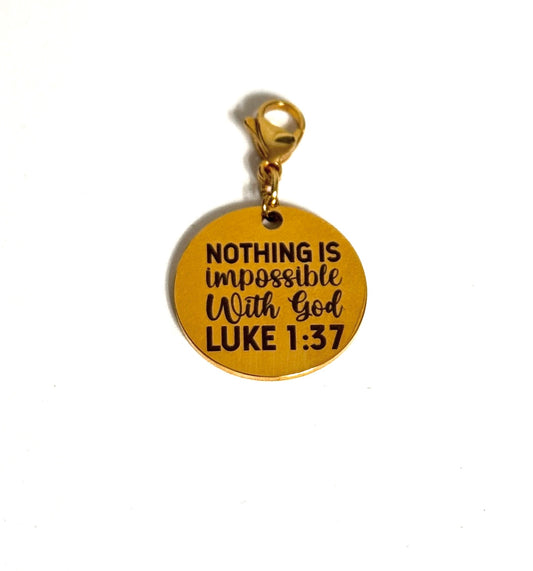 NOTHING IS
impossible
With God
LUKE 1:37